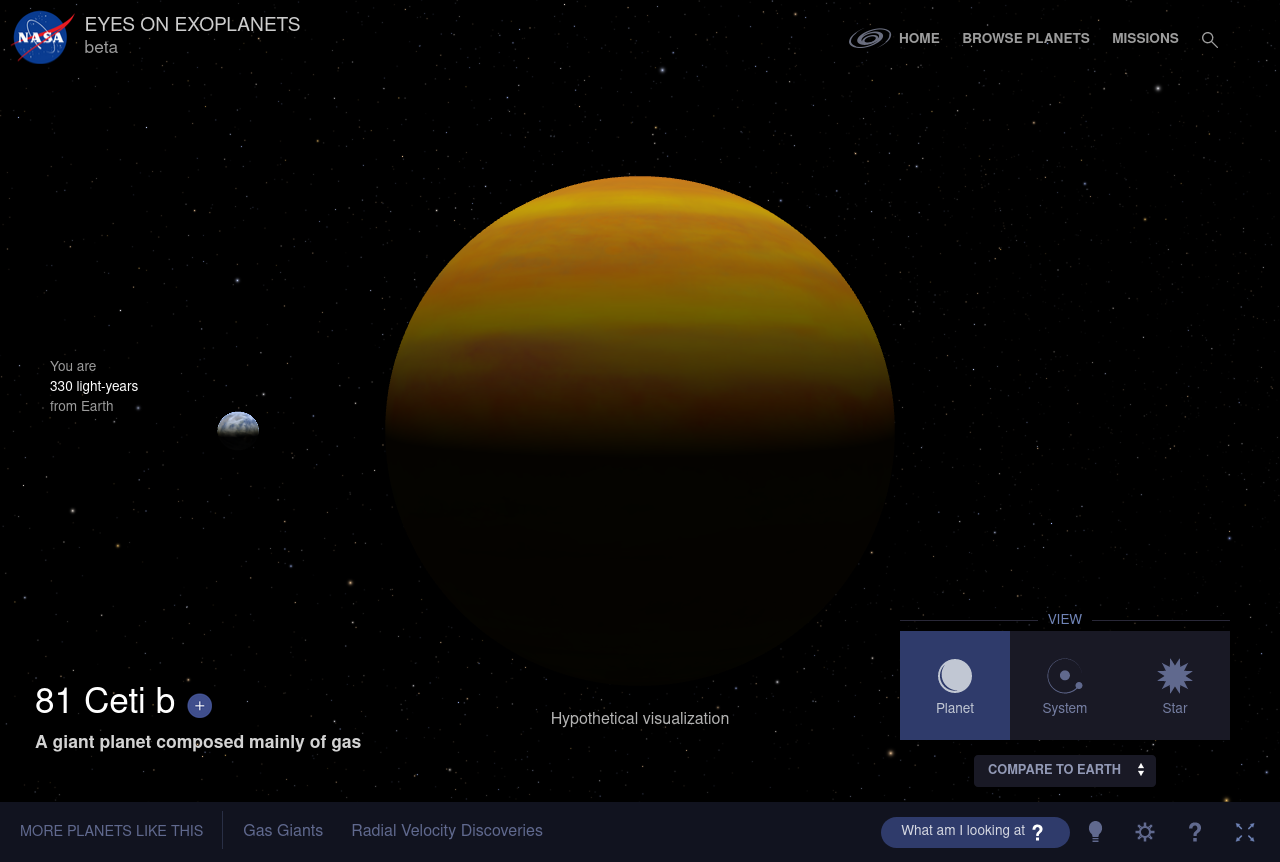 NASA
EYES ON EXOPLANETS
beta
HOME
BROWSE PLANETS
MISSIONS
You are
330 light-years
from Earth
VIEW
Planet
System
Star
81 Ceti b +
A giant planet composed mainly of gas
Hypothetical visualization
COMPARE TO EARTH
MORE PLANETS LIKE THIS
Gas Giants
Radial Velocity Discoveries
What am I looking at ?
?